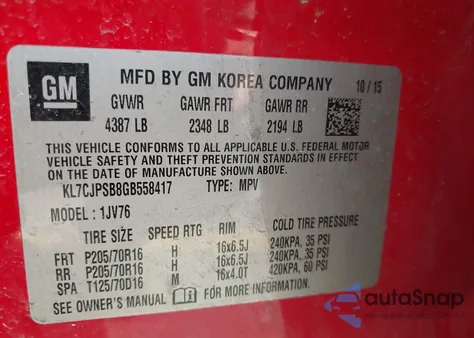 GM
MFD BY GM KOREA COMPANY 10/15
GVWR GAWR FRT GAWR RR
4387 LB 2348 LB 2194 LB
THIS VEHICLE CONFORMS TO ALL APPLICABLE U.S. FEDERAL MOTOR
VEHICLE SAFETY AND THEFT PREVENTION STANDARDS IN EFFECT
ON THE DATE OF MANUFACTURE SHOWN ABOVE.
KL7CJPSB8GB558417 TYPE: MPV
MODEL : 1JV76
TIRE SIZE SPEED RTG RIM COLD TIRE PRESSURE
FRT P205/70R16 H 16x6.5J 240KPA, 35 PSI
RR P205/70R16 H 16x6.5J 240KPA, 35 PSI
SPA T125/70D16 M 16x4.0T 420KPA, 60 PSI
SEE OWNER'S MANUAL FOR MORE INFORMATION
autoSnap